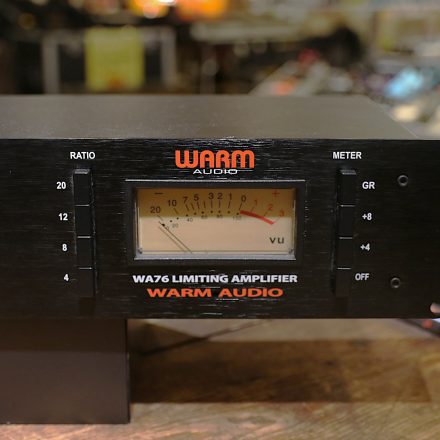 RATIO
WARM
AUDIO
METER
20
12
8
4
- +
20 10 7 5 3 2 1 0 1 2 3
VU
GR
+8
+4
OFF
WA76 LIMITING AMPLIFIER
WARM AUDIO